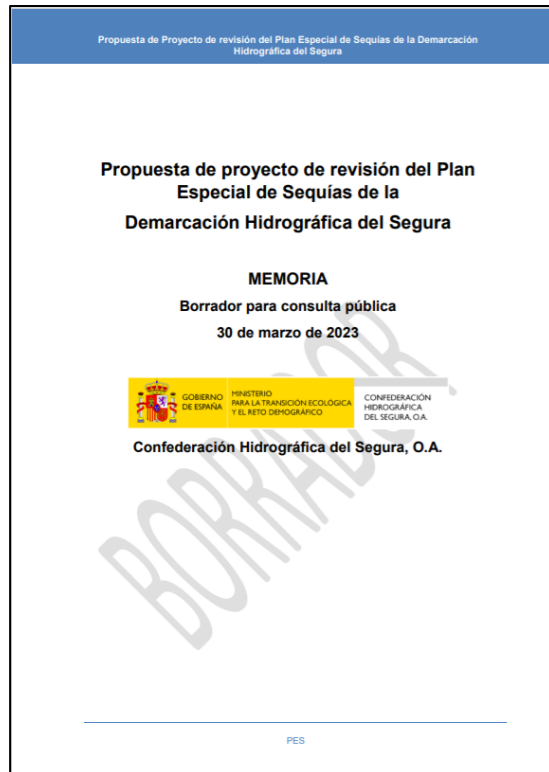 Propuesta de Proyecto de revisión del Plan Especial de Sequías de la Demarcación
Hidrográfica del Segura
Propuesta de proyecto de revisión del Plan
Especial de Sequías de la
Demarcación Hidrográfica del Segura
MEMORIA
Borrador para consulta pública
30 de marzo de 2023
GOBIERNO
DE ESPAÑA
MINISTERIO
PARA LA TRANSICIÓN ECOLÓGICA
Y EL RETO DEMOGRÁFICO
CONFEDERACIÓN
HIDROGRÁFICA
DEL SEGURA, O.A.
Confederación Hidrográfica del Segura, O.A.
BORRADOR
PES